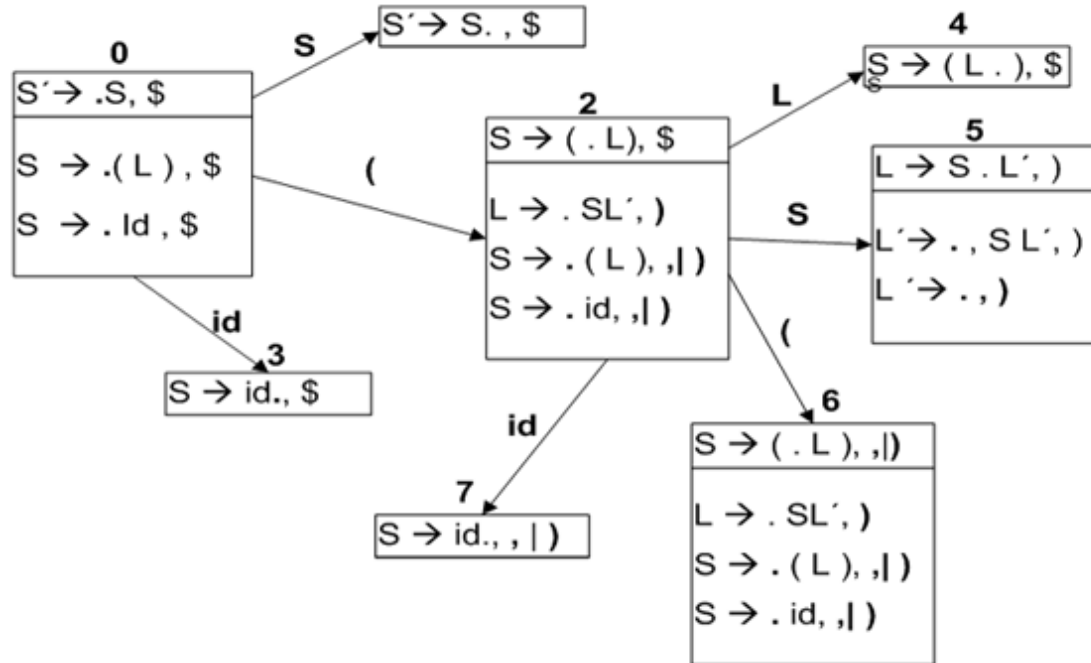 0
S´→ .S, $
S → .( L ) , $
S → . Id , $
S
S´→ S. , $
(
id
3
S → id., $
2
S → ( . L), $
L → . SL´, )
S → . ( L ), ,| )
S → . id, ,| )
L
4
S → ( L . ), $
S
S
5
L → S . L´, )
L´→ . , S L´, )
L ´→ . , )
(
6
S → ( . L ), ,|)
L → . SL´, )
S → . ( L ), ,| )
S → . id, ,| )
id
7
S → id., , | )